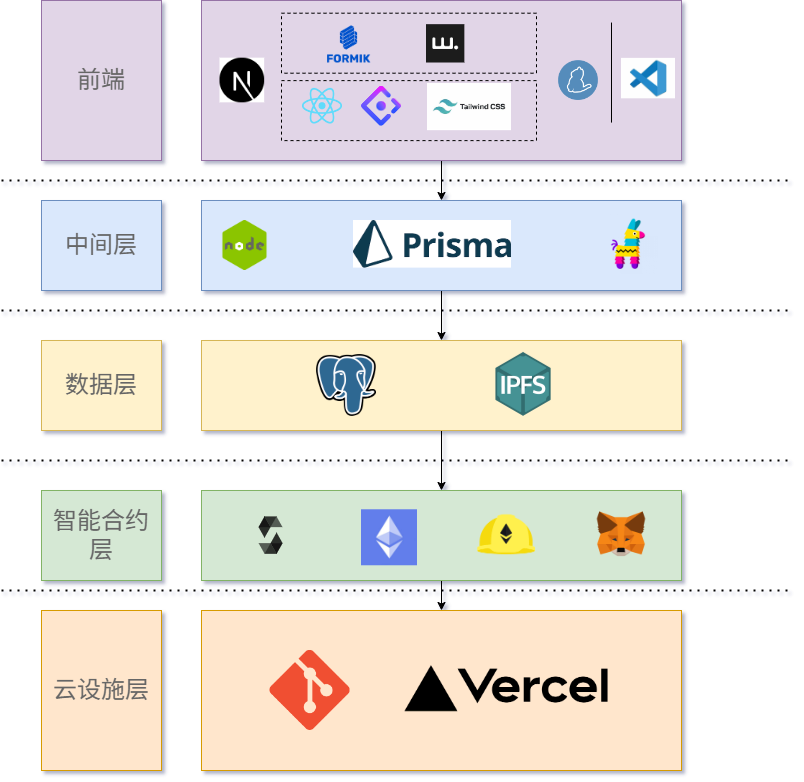 前端
FORMIK
w.
N
Tailwind CSS
中间层
node
Prisma
数据层
IPFS
智能合约
层
云设施层
Vercel